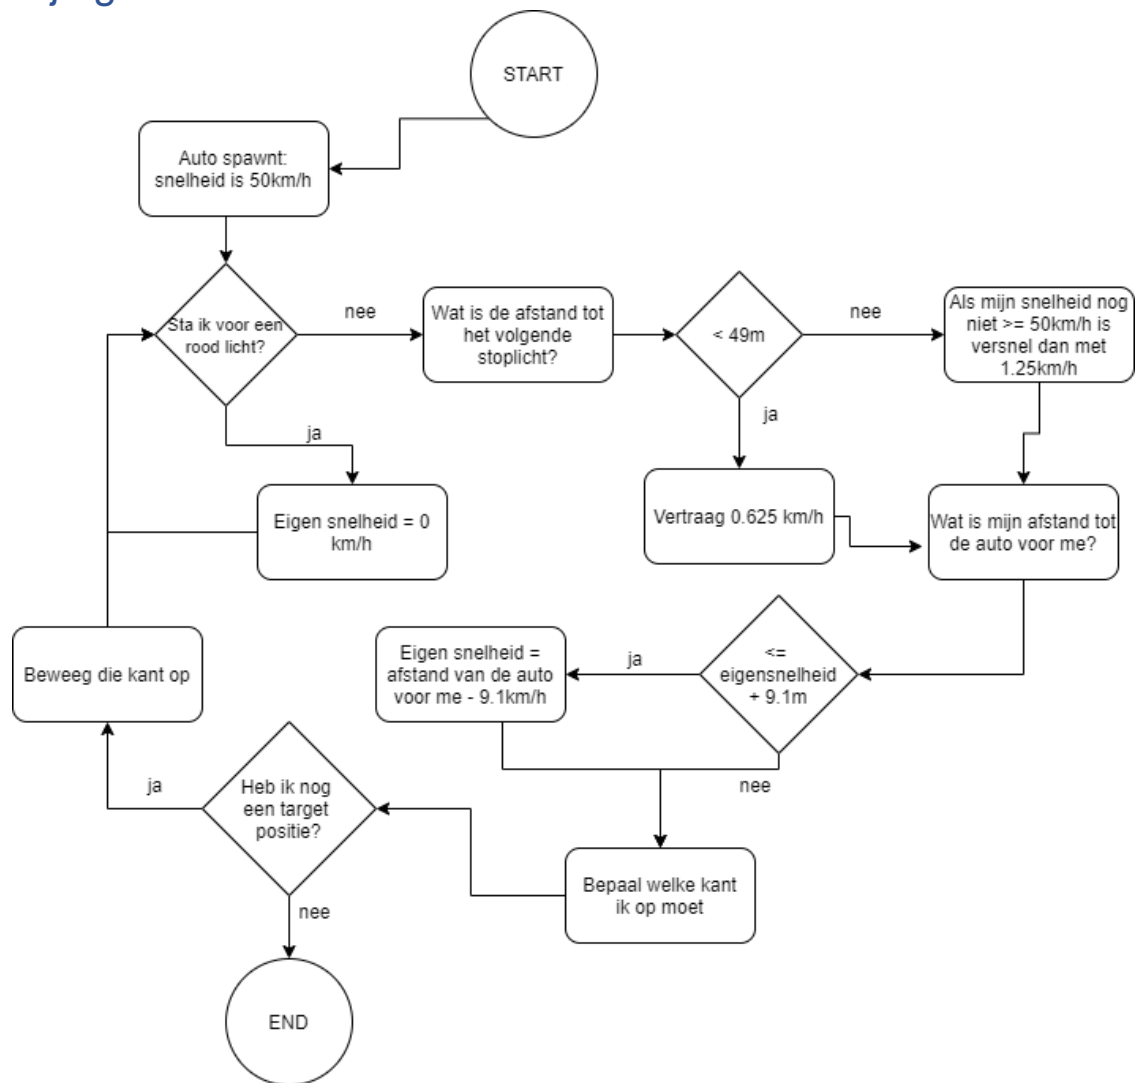 START
Auto spawnt:
snelheid is 50km/h
Sta ik voor een
rood licht?
nee
Wat is de afstand tot
het volgende
stoplicht?
< 49m
nee
Als mijn snelheid nog
niet >= 50km/h is
versnel dan met
1.25km/h
ja
ja
Eigen snelheid = 0
km/h
Vertraag 0.625 km/h
Wat is mijn afstand tot
de auto voor me?
<=
eigensnelheid
+ 9.1m
ja
Eigen snelheid =
afstand van de auto
voor me - 9.1km/h
nee
Beweeg die kant op
Bepaal welke kant
ik op moet
Heb ik nog
een target
positie?
ja
nee
END